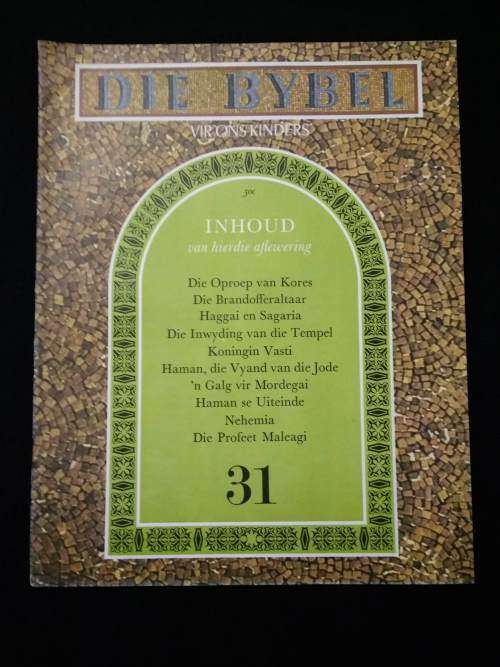 DIE BYBEL
VIR ONS KINDERS
50c
INHOUD
van hierdie aflewering
Die Oproep van Kores
Die Brandofferaltaar
Haggai en Sagaria
Die Inwyding van die Tempel
Koningin Vasti
Haman, die Vyand van die Jode
'n Galg vir Mordegai
Haman se Uiteinde
Nehemia
Die Profeet Maleagi
31